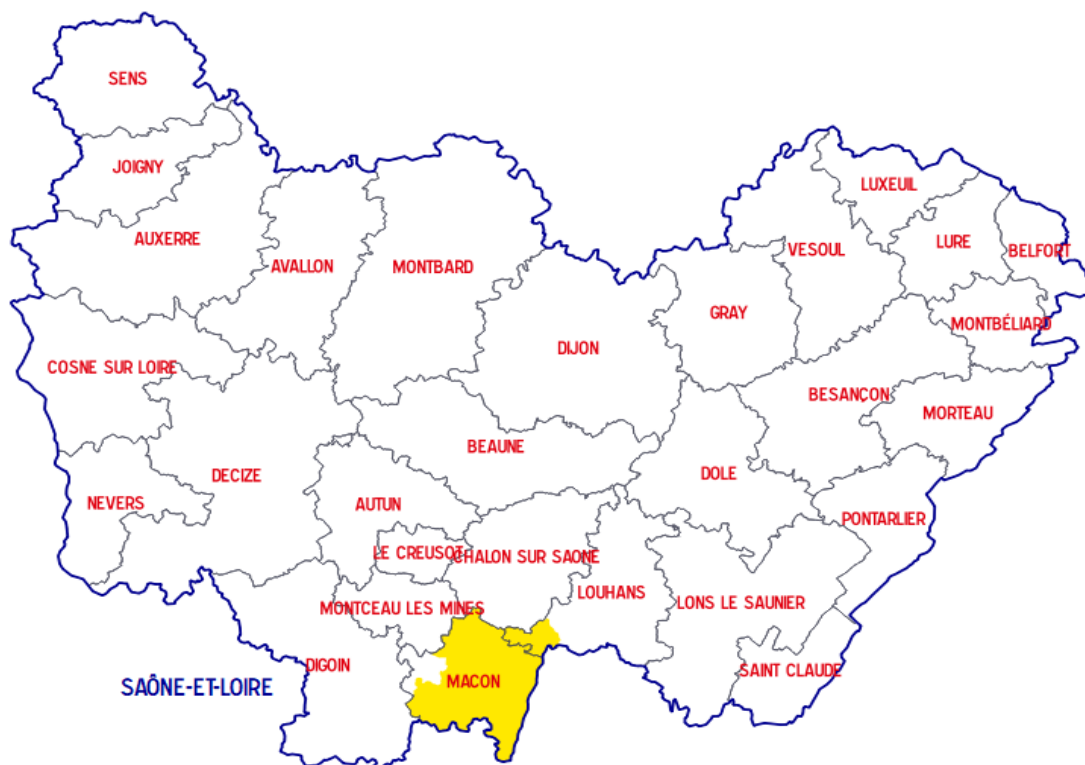 SENS
JOIGNY
LUXEUIL
AUXERRE
LURE
VESOUL
BELFORT
AVALLON
MONTBARD
GRAY
MONTBÉLIARD
DIJON
COSNE SUR LOIRE
BESANÇON
MORTEAU
BEAUNE
DECIZE
DOLE
NEVERS
AUTUN
PONTARLIER
LE CREUSOT
CHALON SUR SAONE
LOUHANS
LONS LE SAUNIER
MONTCEAU LES MINES
DIGOIN
SAINT CLAUDE
MACON
SAÔNE-ET-LOIRE